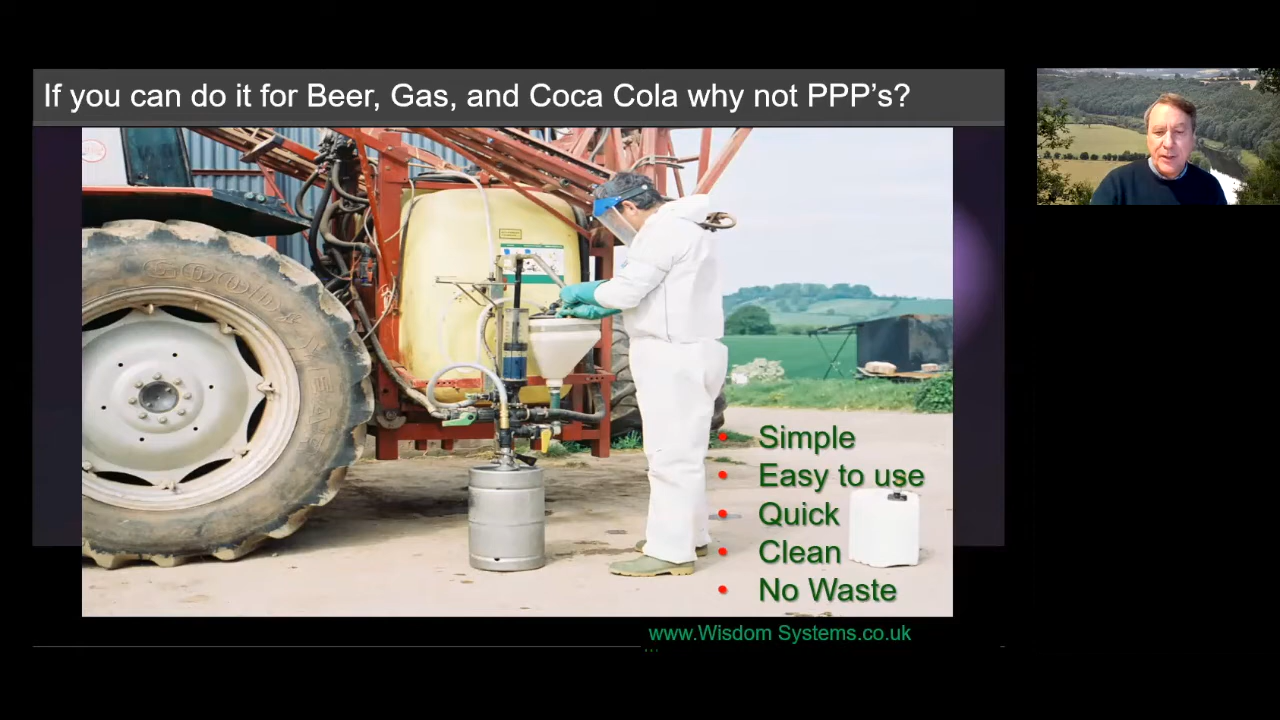 If you can do it for Beer, Gas, and Coca Cola why not PPP's?
Simple
Easy to use
Quick
Clean
No Waste
www.Wisdom Systems.co.uk